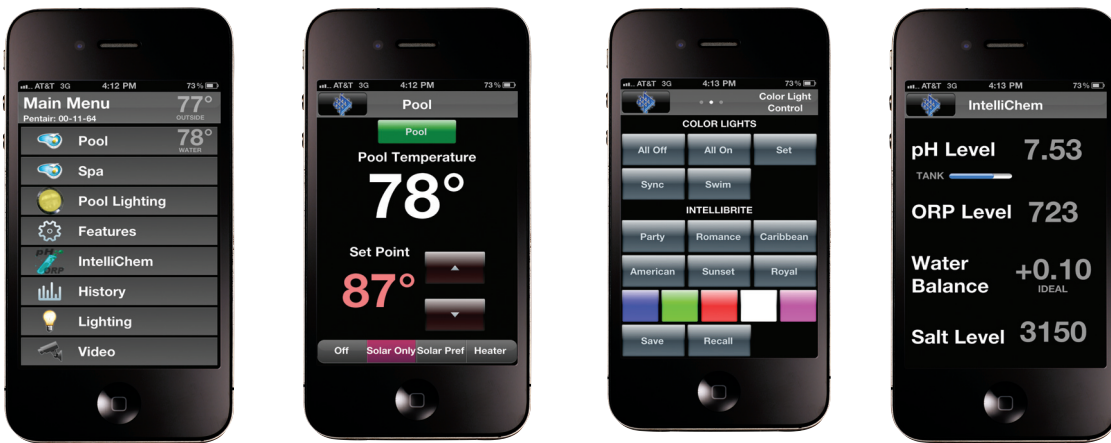 AT&T 3G 4:12 PM 73%
Main Menu 77°
Pentair: 00-11-64 OUTSIDE
Pool 78°
WATER
Spa
Pool Lighting
Features
pH
ORP
IntelliChem
History
Lighting
Video
AT&T 3G 4:12 PM 73%
Pool
Pool
Pool Temperature
78°
Set Point
87°
Off Solar Only Solar Pref Heater
AT&T 3G 4:13 PM 73%
Color Light
Control
COLOR LIGHTS
All Off All On Set
Sync Swim
INTELLIBRITE
Party Romance Caribbean
American Sunset Royal
Save Recall
AT&T 3G 4:13 PM 73%
IntelliChem
pH Level 7.53
TANK
ORP Level 723
Water
Balance +0.10
IDEAL
Salt Level 3150